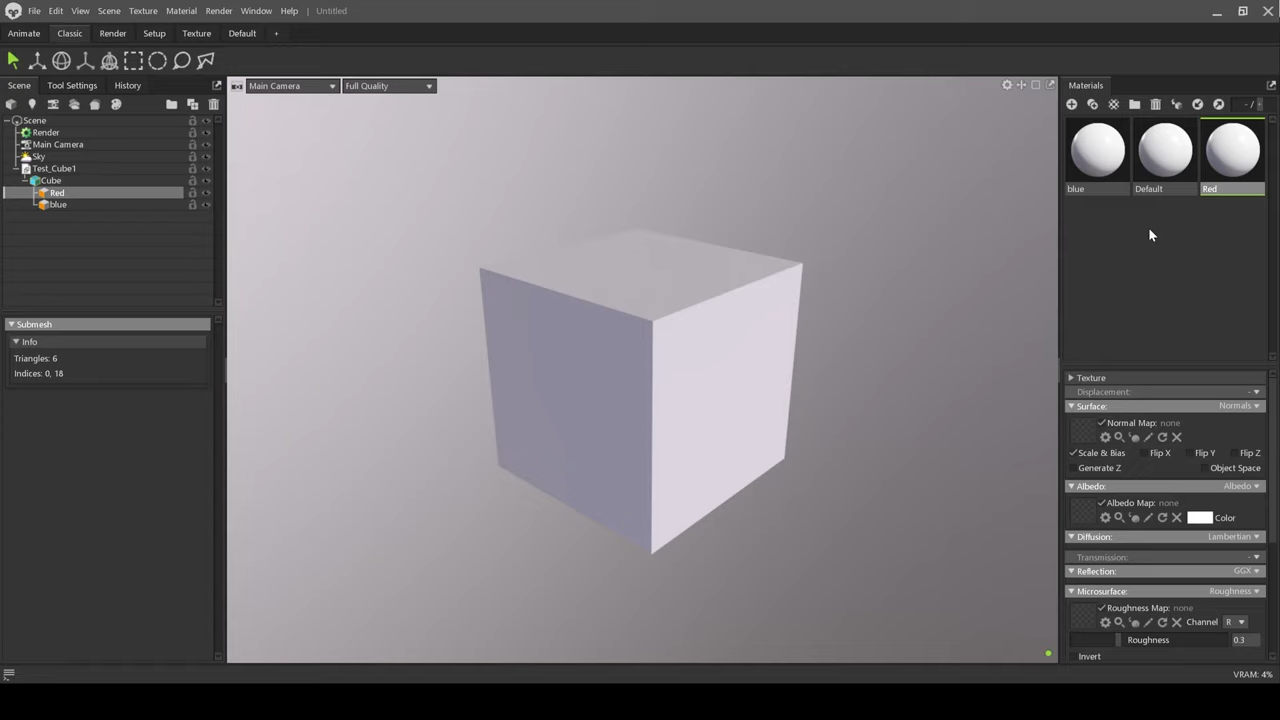 File Edit View Scene Texture Material Render Window Help Untitled
Animate Classic Render Setup Texture Default +
Scene Tool Settings History
Main Camera Full Quality
Materials
- /
Scene
Render
Main Camera
Sky
Test_Cube1
Cube
Red
blue
Submesh
Info
Triangles: 6
Indices: 0, 18
blue Default Red
Texture
Displacement: -
Surface: Normals
Normal Map: none
Scale & Bias Flip X Flip Y Flip Z
Generate Z Object Space
Albedo: Albedo
Albedo Map: none
Color
Diffusion: Lambertian
Transmission: -
Reflection: GGX
Microsurface: Roughness
Roughness Map: none
Channel R
Roughness 0.3
Invert
VRAM: 4%